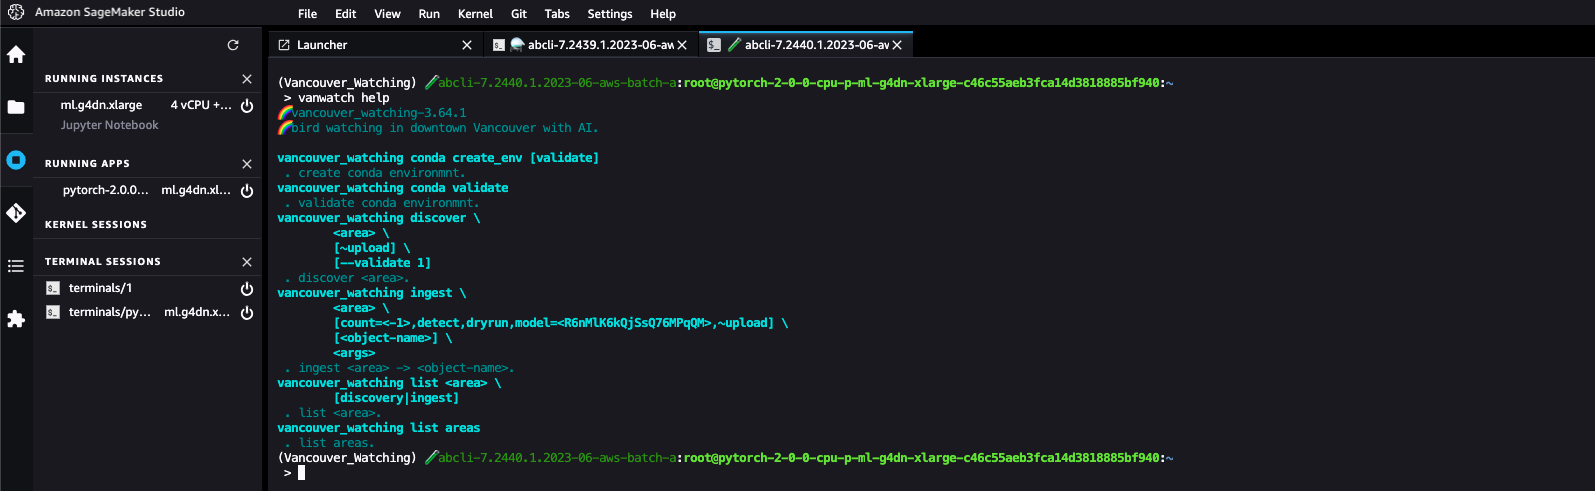 Amazon SageMaker Studio
File Edit View Run Kernel Git Tabs Settings Help
Launcher
abcli-7.2439.1.2023-06-aw
abcli-7.2440.1.2023-06-aw
RUNNING INSTANCES
ml.g4dn.xlarge 4 vCPU +...
Jupyter Notebook
RUNNING APPS
pytorch-2.0.0... ml.g4dn.xl...
KERNEL SESSIONS
TERMINAL SESSIONS
terminals/1
terminals/py... ml.g4dn.x...
(Vancouver_Watching) abcli-7.2440.1.2023-06-aws-batch-a:root@pytorch-2-0-0-cpu-p-ml-g4dn-xlarge-c46c55aeb3fca14d3818885bf940:~
> vanwatch help
vancouver_watching-3.64.1
bird watching in downtown Vancouver with AI.
vancouver_watching conda create_env [validate]
. create conda environmnt.
vancouver_watching conda validate
. validate conda environmnt.
vancouver_watching discover \
<area> \
[~upload] \
[--validate 1]
. discover <area>.
vancouver_watching ingest \
<area> \
[count=<-1>,detect,dryrun,model=<R6nMlK6kQjSsQ76MPqQM>,~upload] \
[<object-name>] \
<args>
. ingest <area> -> <object-name>.
vancouver_watching list <area> \
[discovery|ingest]
. list <area>.
vancouver_watching list areas
. list areas.
(Vancouver_Watching) abcli-7.2440.1.2023-06-aws-batch-a:root@pytorch-2-0-0-cpu-p-ml-g4dn-xlarge-c46c55aeb3fca14d3818885bf940:~
>